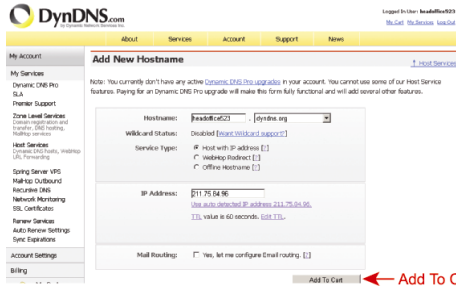 DynDNS.com
by Dynamic Network Services Inc.
Logged In User: headoffice523
My Cart My Services Log Out
About Services Account Support News
My Account
My Services
Dynamic DNS Pro
SLA
Premier Support
Zone Level Services
Domain registration and
transfer, DNS hosting,
MailHop services
Host Services
Dynamic DNS hosts, WebHop
URL Forwarding
Spring Server VPS
MailHop Outbound
Recursive DNS
Network Monitoring
SSL Certificates
Renew Services
Auto Renew Settings
Sync Expirations
Account Settings
Billing
Add New Hostname
Host Services
Note: You currently don't have any active Dynamic DNS Pro upgrades in your account. You cannot use some of our Host Service
features. Paying for an Dynamic DNS Pro upgrade will make this form fully functional and will add several other features.
Hostname: headoffice523 . dyndns.org
Wildcard Status: Disabled [Want Wildcard support?]
Service Type: Host with IP address [?]
WebHop Redirect [?]
Offline Hostname [?]
IP Address: 211.75.84.96
Use auto detected IP address 211.75.84.96.
TTL value is 60 seconds. Edit TTL.
Mail Routing: Yes, let me configure Email routing. [?]
Add To Cart
Add To C